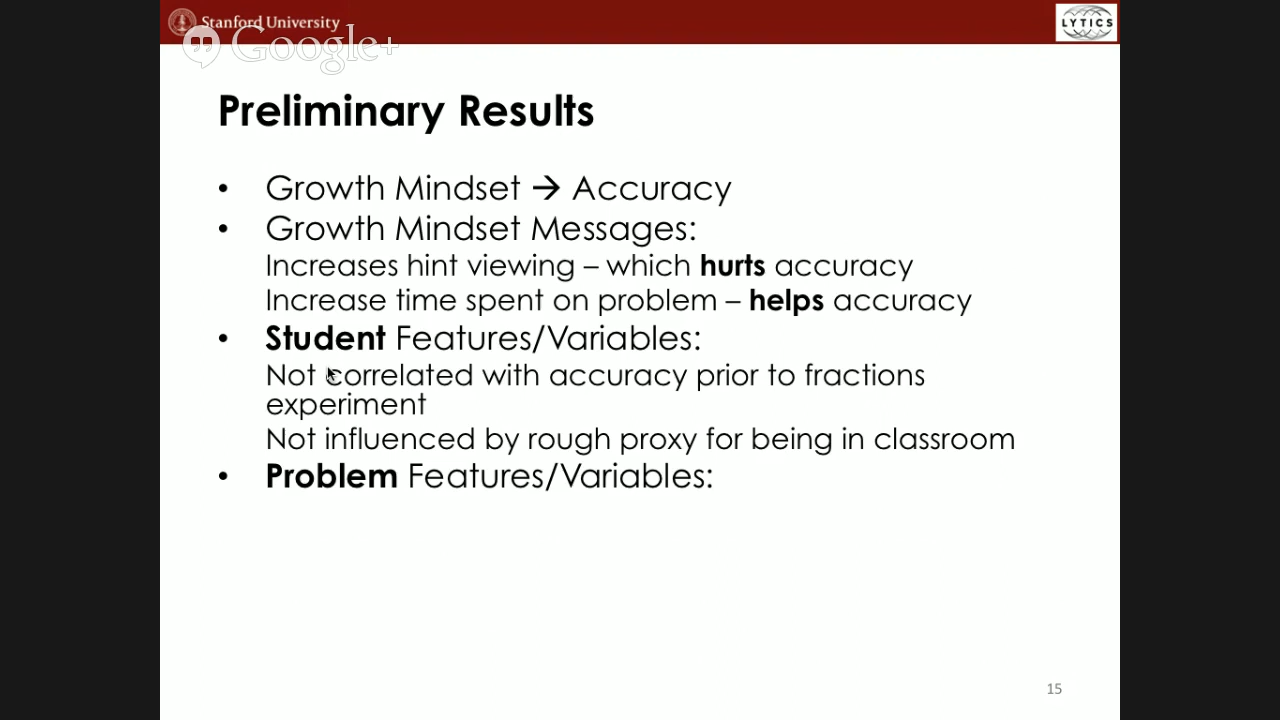 Stanford University
Google+
LYTICS
Preliminary Results
• Growth Mindset → Accuracy
• Growth Mindset Messages:
Increases hint viewing – which hurts accuracy
Increase time spent on problem – helps accuracy
• Student Features/Variables:
Not correlated with accuracy prior to fractions
experiment
Not influenced by rough proxy for being in classroom
• Problem Features/Variables:
15